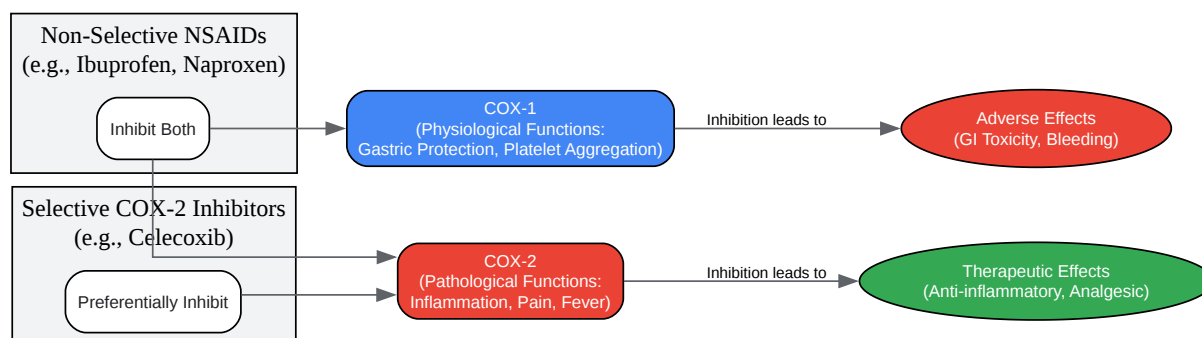 Non-Selective NSAIDs
(e.g., Ibuprofen, Naproxen)
Inhibit Both
COX-1
(Physiological Functions:
Gastric Protection, Platelet Aggregation)
Inhibition leads to
Adverse Effects
(GI Toxicity, Bleeding)
Selective COX-2 Inhibitors
(e.g., Celecoxib)
Preferentially Inhibit
COX-2
(Pathological Functions:
Inflammation, Pain, Fever)
Inhibition leads to
Therapeutic Effects
(Anti-inflammatory, Analgesic)